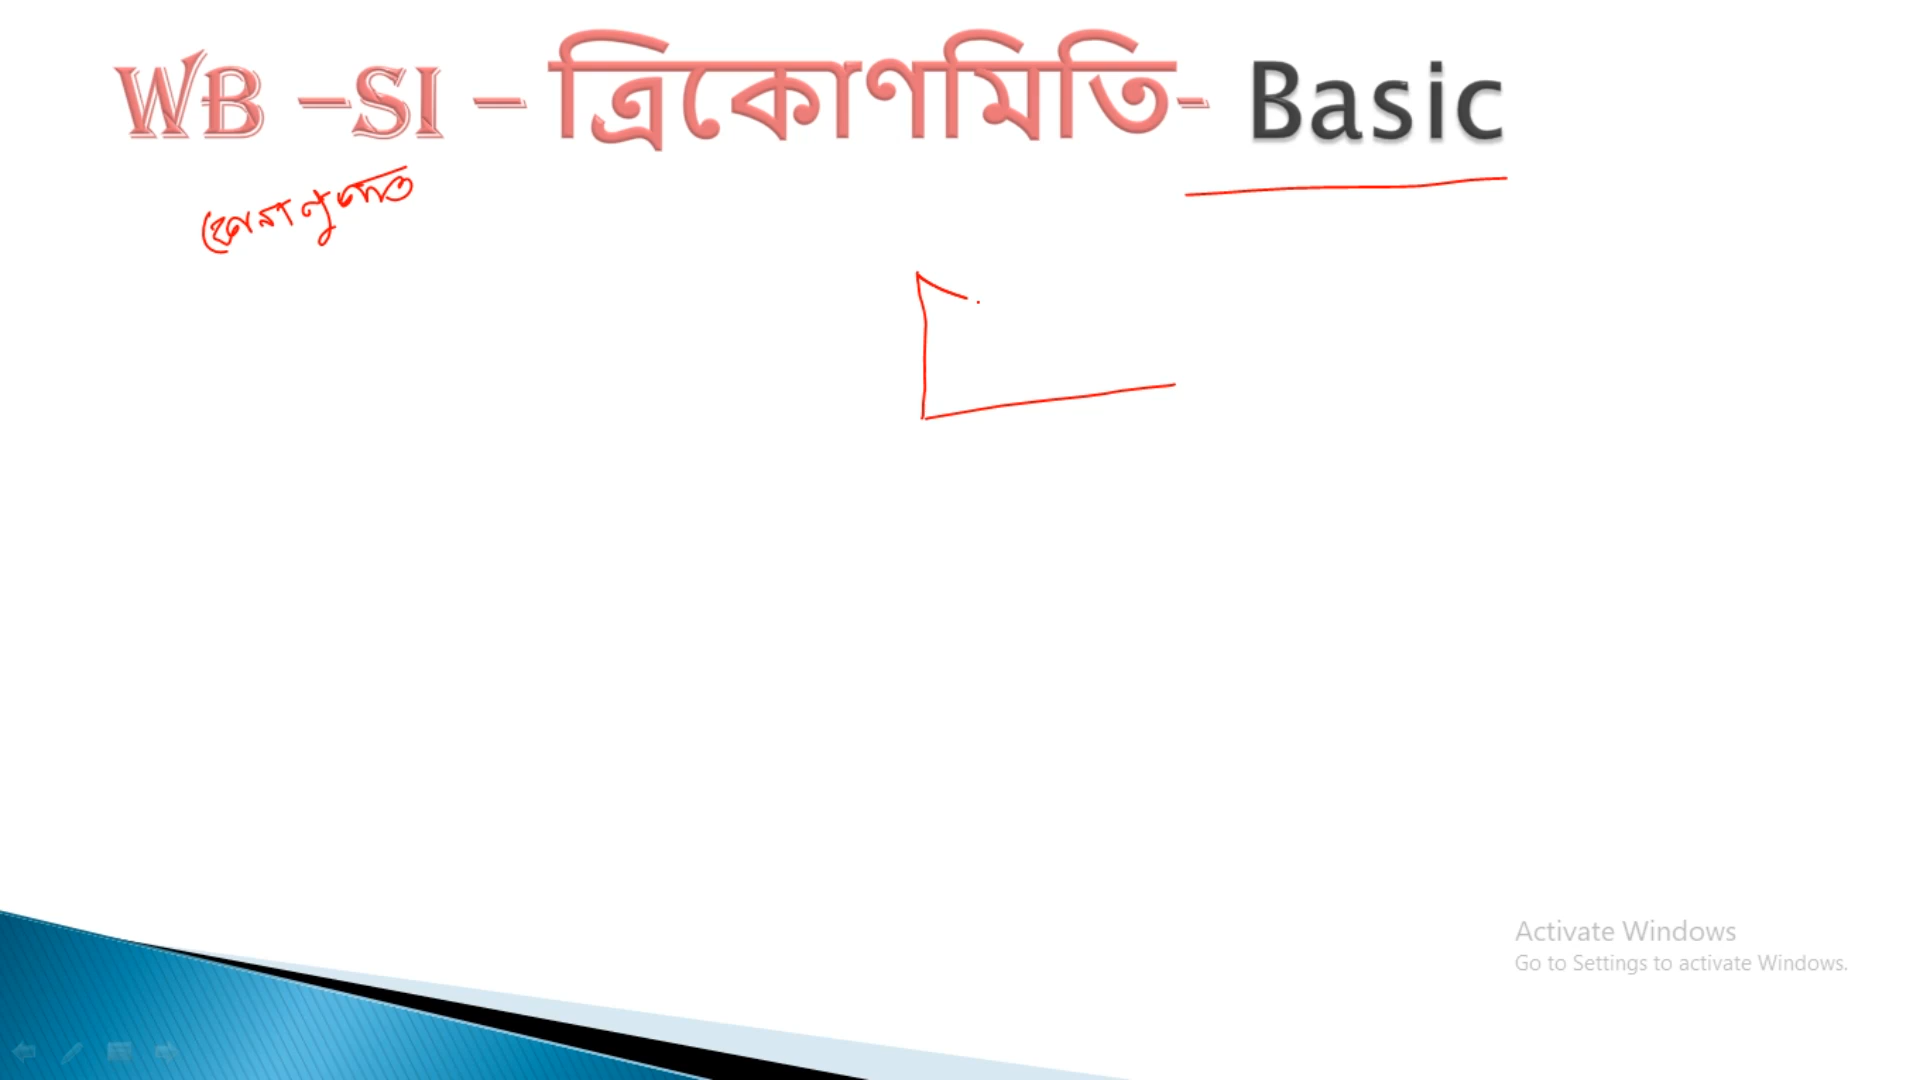 WB –SI – ত্রিকোণমিতি- Basic
Activate Windows
Go to Settings to activate Windows.